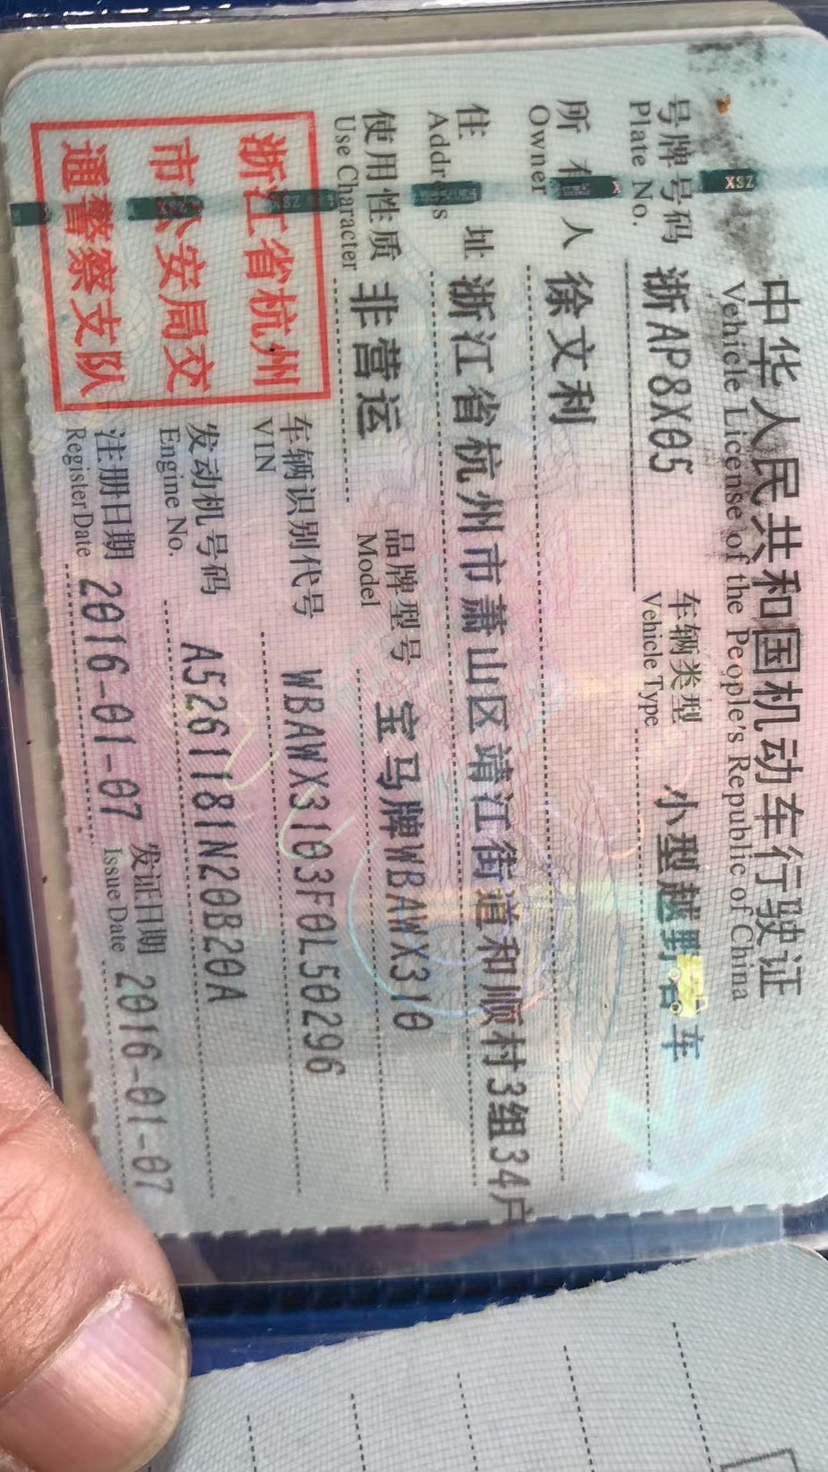 中华人民共和国机动车行驶证
Vehicle License of the People's Republic of China
号牌号码 浙AP8X05 车辆类型 小型越野客车
Plate No. Vehicle Type
所有人 徐文利
Owner
住址 浙江省杭州市萧山区靖江街道和顺村3组34户
Address
使用性质 非营运 品牌型号 宝马牌WBAWX310
Use Character Model
浙江省杭州
市公安局交
通警察支队
车辆识别代号 WBAWX3103F0L50296
VIN
发动机号码 A5261181N20B20A
Engine No.
注册日期 2016-01-07 发证日期 2016-01-07
Register Date Issue Date
XSZ